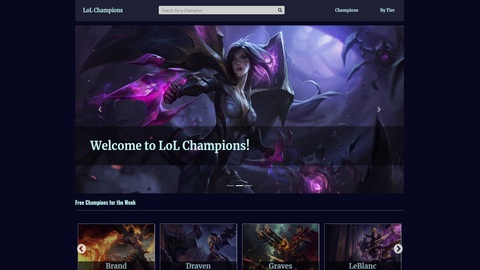 LoL Champions
Search for a Champion
Champions
By Tier
Welcome to LoL Champions!
Free Champions for the Week
Brand
Draven
Graves
LeBlanc